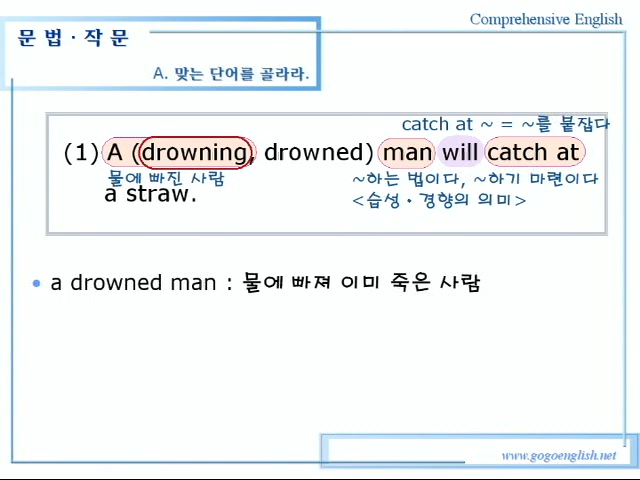 Comprehensive English
문 법 · 작 문
A. 맞는 단어를 골라라.
catch at ~ = ~를 붙잡다
(1) A (drowning, drowned) man will catch at
물에 빠진 사람
~하는 법이다, ~하기 마련이다
a straw.
<습성 · 경향의 의미>
• a drowned man : 물에 빠져 이미 죽은 사람
www.gogoenglish.net